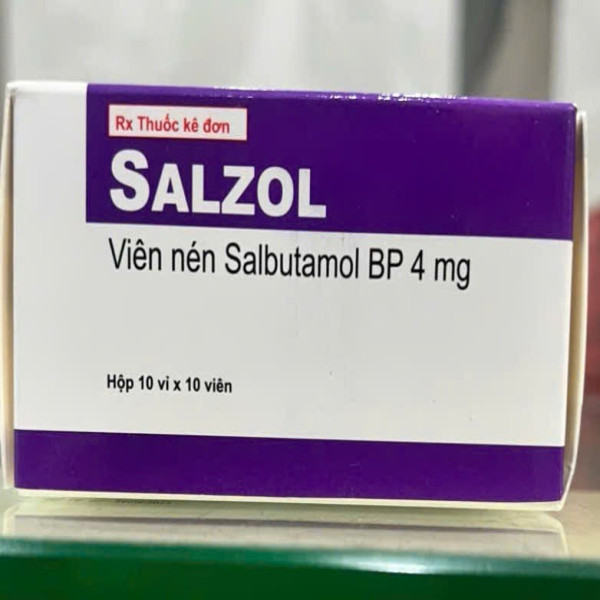 Rx Thuốc kê đơn
SALZOL
Viên nén Salbutamol BP 4 mg
Hộp 10 vỉ x 10 viên